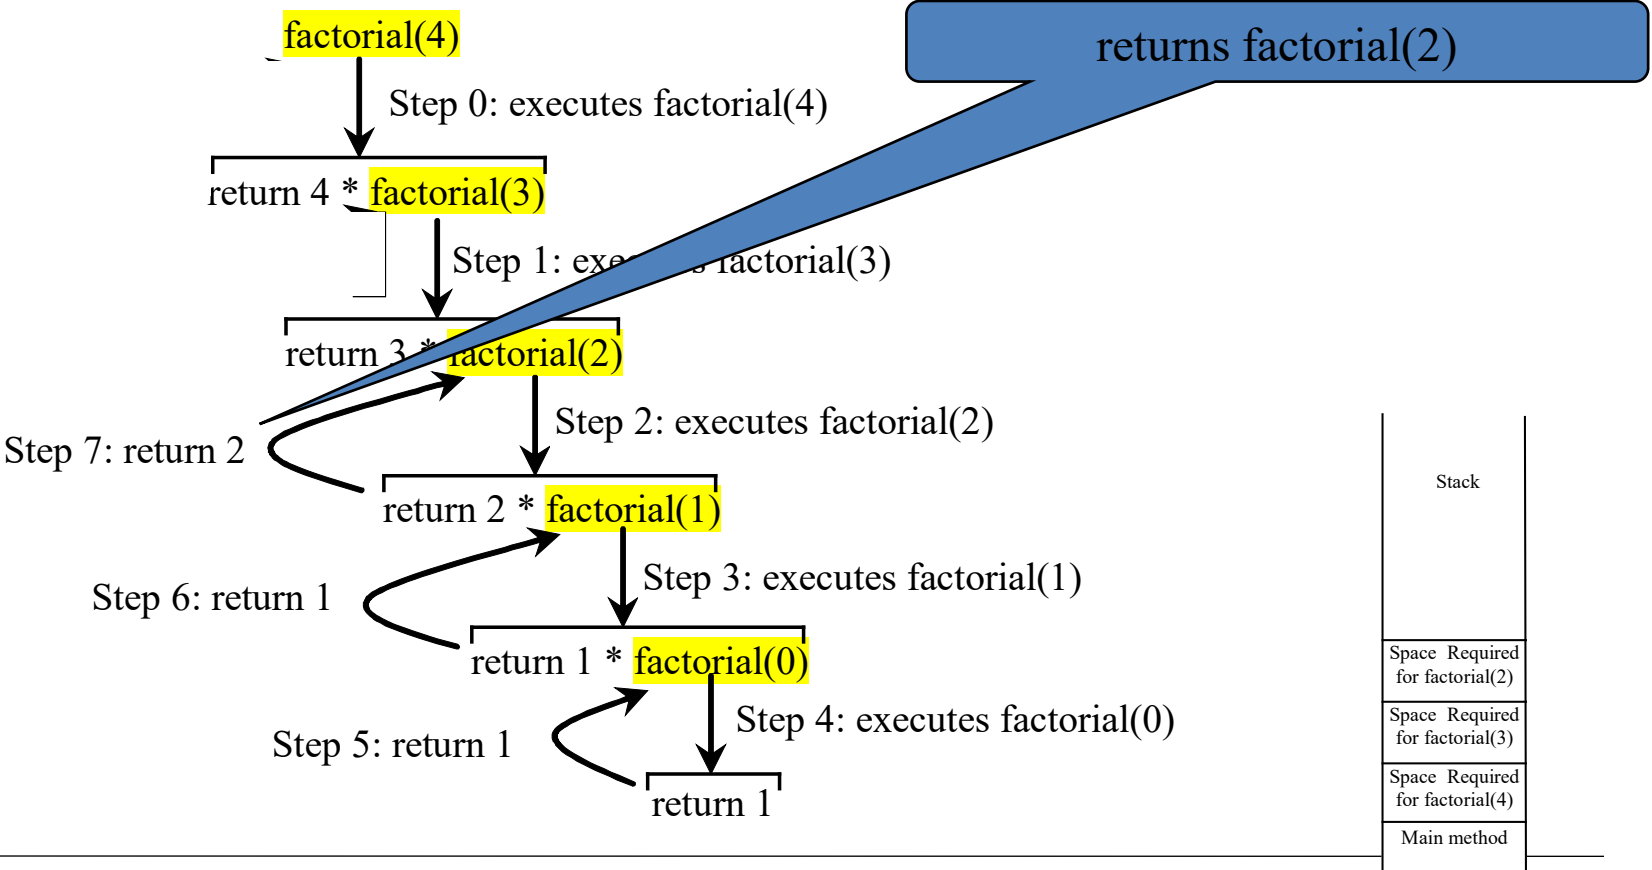 factorial(4)
returns factorial(2)
Step 0: executes factorial(4)
return 4 * factorial(3)
Step 1: executes factorial(3)
return 3 * factorial(2)
Step 7: return 2
Step 2: executes factorial(2)
return 2 * factorial(1)
Step 6: return 1
Step 3: executes factorial(1)
return 1 * factorial(0)
Step 5: return 1
Step 4: executes factorial(0)
return 1
Stack
Space Required
for factorial(2)
Space Required
for factorial(3)
Space Required
for factorial(4)
Main method